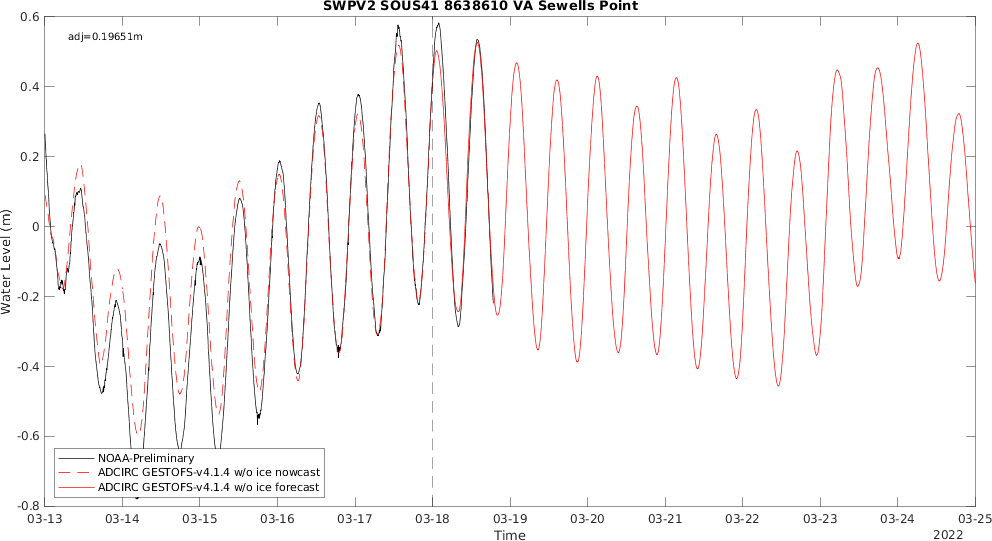 SWPV2 SOUS41 8638610 VA Sewells Point
adj=0.19651m
0.6
0.4
0.2
0
-0.2
-0.4
-0.6
-0.8
Water Level (m)
NOAA-Preliminary
ADCIRC GESTOFS-v4.1.4 w/o ice nowcast
ADCIRC GESTOFS-v4.1.4 w/o ice forecast
03-13 03-14 03-15 03-16 03-17 03-18 03-19 03-20 03-21 03-22 03-23 03-24 03-25
Time
2022